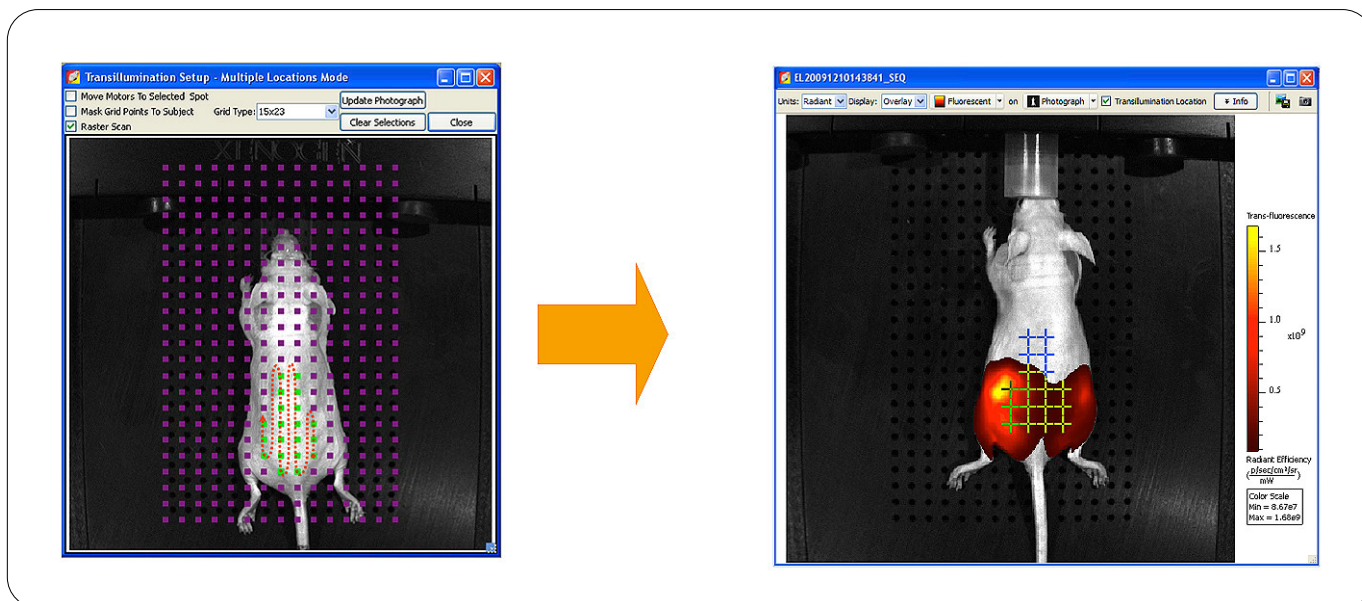 Transillumination Setup - Multiple Locations Mode
Move Motors To Selected Spot
Update Photograph
Mask Grid Points To Subject Grid Type: 15x23
Clear Selections Close
Raster Scan
EL20091210143841_SEQ
Units: Radiant Display: Overlay Fluorescent on Photograph Transillumination Location Info
Trans-fluorescence
1.5
1.0
x10^9
0.5
Radiant Efficiency
(p/sec/cm²/sr)
mW
Color Scale
Min = 8.67e7
Max = 1.68e9